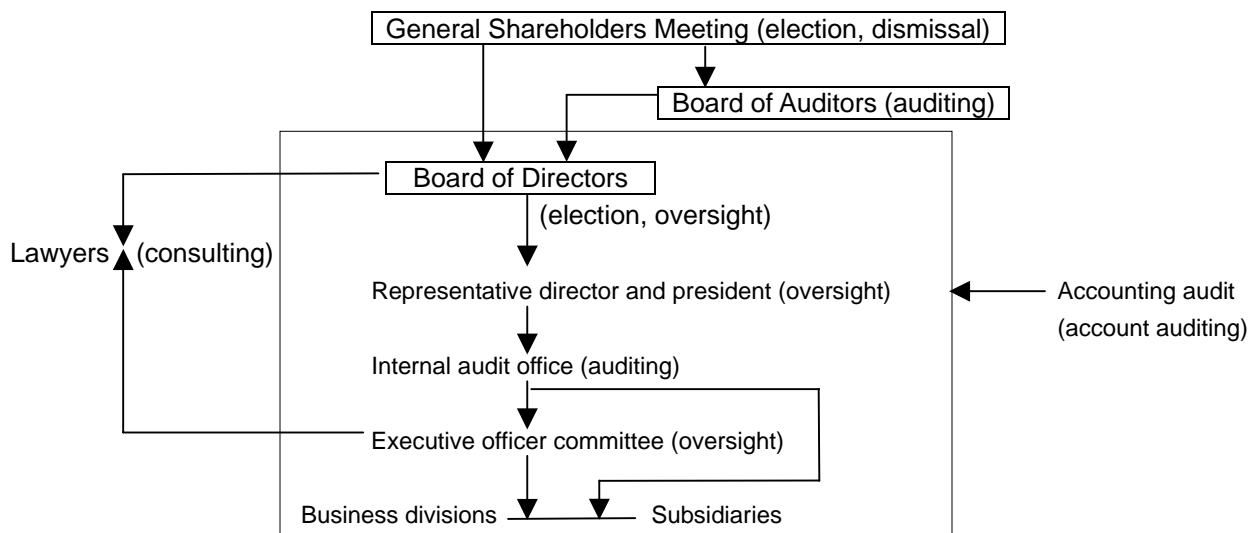 General Shareholders Meeting (election, dismissal)
Board of Auditors (auditing)
Board of Directors
(election, oversight)
Lawyers (consulting)
Representative director and president (oversight)
Accounting audit
(account auditing)
Internal audit office (auditing)
Executive officer committee (oversight)
Business divisions
Subsidiaries